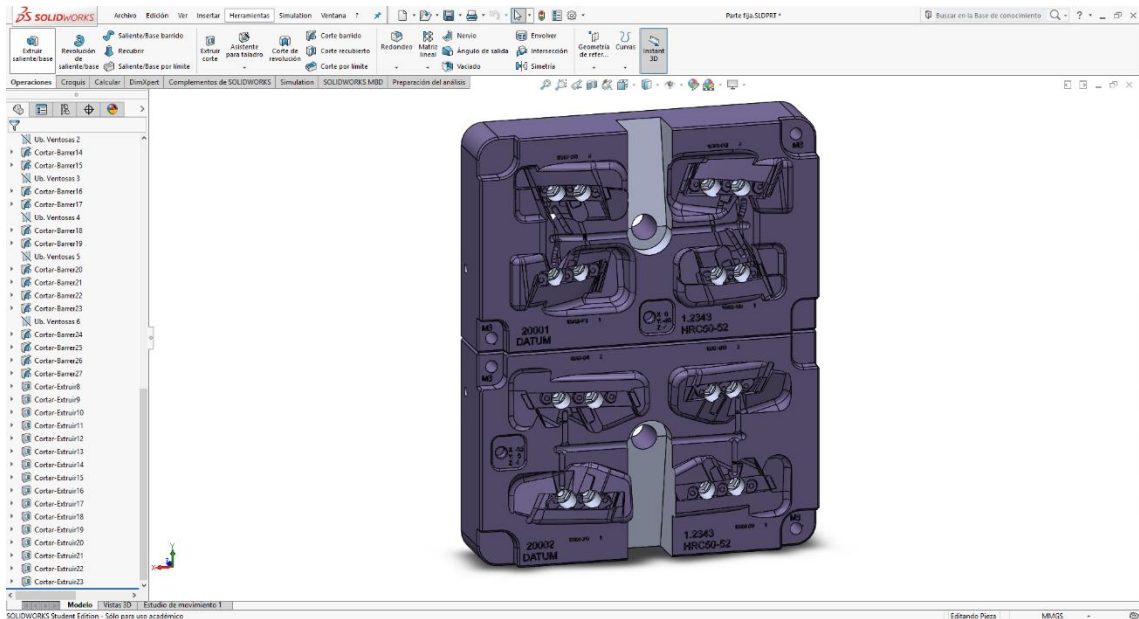 SOLIDWORKS
Archivo Edición Ver Insertar Herramientas Simulation Ventana ?
Parte fija.SLDPRT *
Buscar en la Base de conocimiento
Extruir saliente/base
Revolución de saliente/base
Saliente/Base barrido
Recubrir
Saliente/Base por límite
Extruir corte
Asistente para taladro
Corte de revolución
Corte barrido
Corte recubierto
Corte por límite
Redondeo
Matriz lineal
Nervio
Ángulo de salida
Vaciado
Envolver
Intersección
Simetría
Geometría de refer...
Curvas
Instant 3D
Operaciones Croquis Calcular DimXpert Complementos de SOLIDWORKS Simulation SOLIDWORKS MBD Preparación del análisis
Ub. Ventosas 2
Cortar-Barrer14
Cortar-Barrer15
Ub. Ventosas 3
Cortar-Barrer16
Cortar-Barrer17
Ub. Ventosas 4
Cortar-Barrer18
Cortar-Barrer19
Ub. Ventosas 5
Cortar-Barrer20
Cortar-Barrer21
Cortar-Barrer22
Cortar-Barrer23
Ub. Ventosas 6
Cortar-Barrer24
Cortar-Barrer25
Cortar-Barrer26
Cortar-Barrer27
Cortar-Extruir8
Cortar-Extruir9
Cortar-Extruir10
Cortar-Extruir11
Cortar-Extruir12
Cortar-Extruir13
Cortar-Extruir14
Cortar-Extruir15
Cortar-Extruir16
Cortar-Extruir17
Cortar-Extruir18
Cortar-Extruir19
Cortar-Extruir20
Cortar-Extruir21
Cortar-Extruir22
Cortar-Extruir23
M3
20001
DATUM
1.2343
HRC50-52
M3
20002
DATUM
1.2343
HRC50-52
Modelo Vistas 3D Estudio de movimiento 1
SOLIDWORKS Student Edition - Sólo para uso académico
Editando Pieza
MMGS